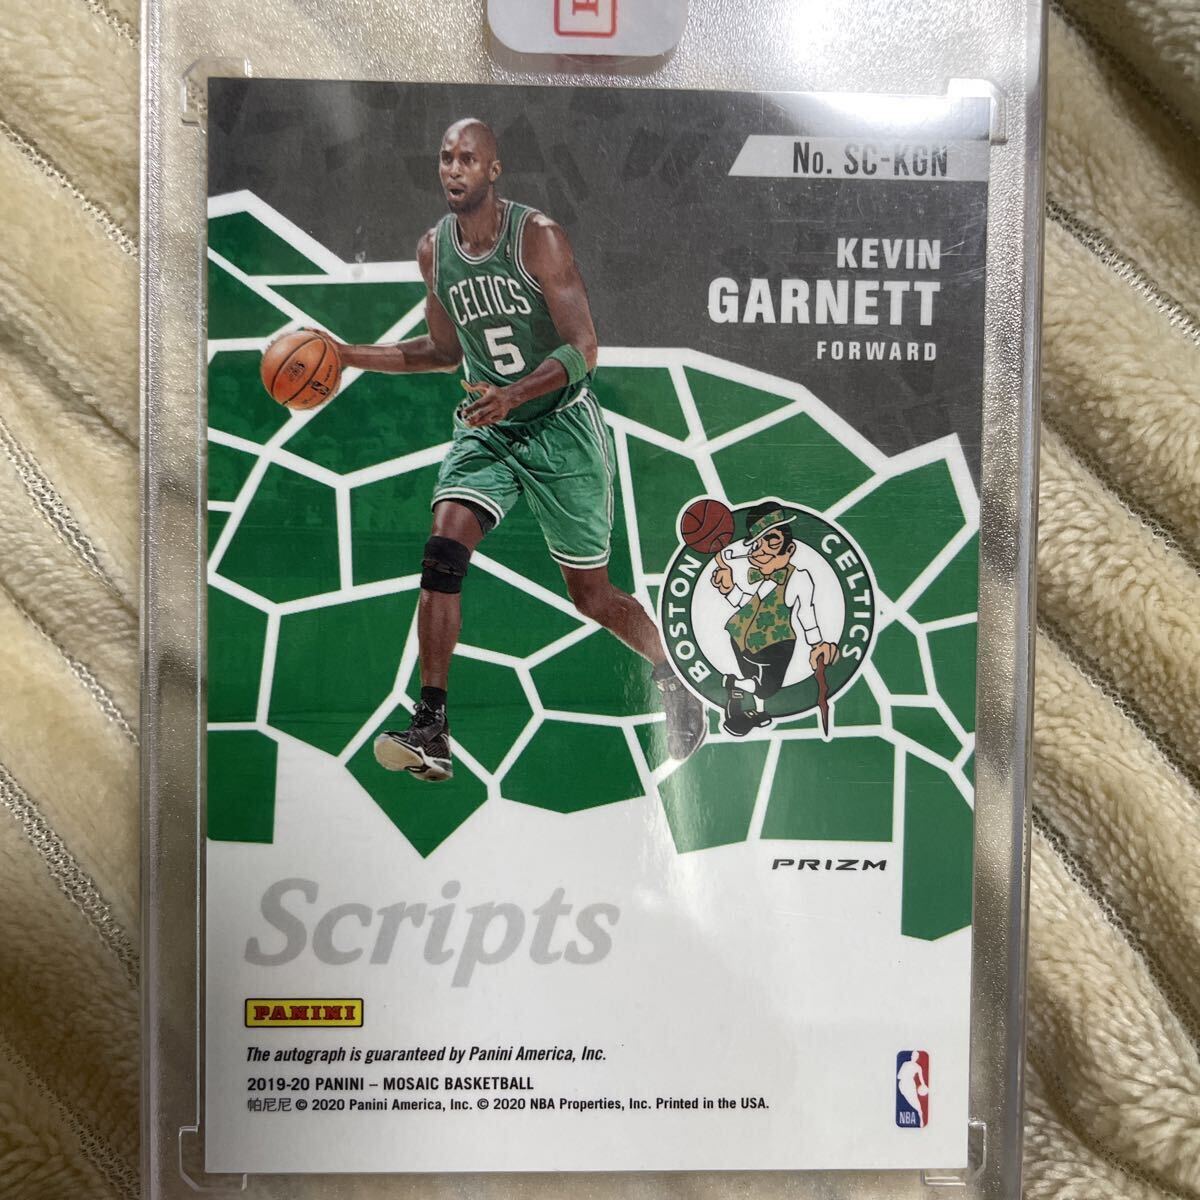 No. SC-KGN
KEVIN
GARNETT
FORWARD
CELTICS
5
BOSTON CELTICS
PRIZM
Scripts
PANINI
The autograph is guaranteed by Panini America, Inc.
2019-20 PANINI – MOSAIC BASKETBALL
帕尼尼 © 2020 Panini America, Inc. © 2020 NBA Properties, Inc. Printed in the USA.
NBA